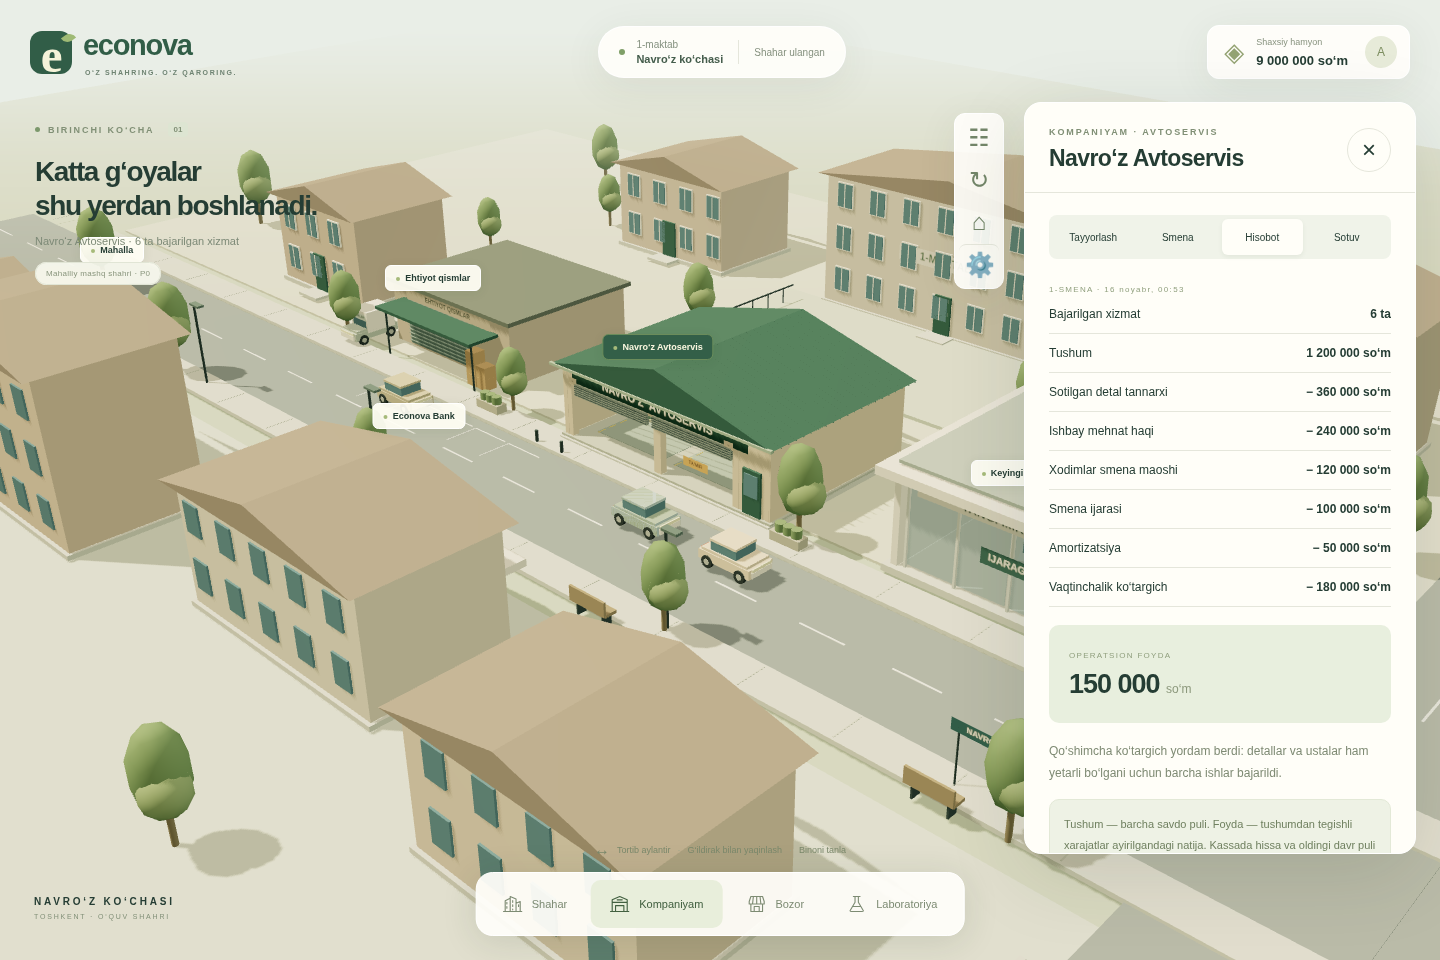 econova
O‘Z SHAHRING. O‘Z QARORING.
1-maktab
Navro‘z ko‘chasi
Shahar ulangan
Shaxsiy hamyon
9 000 000 so‘m
A
BIRINCHI KO‘CHA 01
Katta g‘oyalar
shu yerdan boshlanadi.
Navro‘z Avtoservis · 6 ta bajarilgan xizmat
Mahalla
Mahalliy mashq shahri · P0
Ehtiyot qismlar
EHTIYOT QISMLAR
Navro‘z Avtoservis
NAVRO‘Z AVTOSERVIS
Econova Bank
Keyingi
IJARAG
1-M
NAVRO
KOMPANIYAM · AVTOSERVIS
Navro‘z Avtoservis
Tayyorlash
Smena
Hisobot
Sotuv
1-SMENA · 16 noyabr, 00:53
Bajarilgan xizmat 6 ta
Tushum 1 200 000 so‘m
Sotilgan detal tannarxi − 360 000 so‘m
Ishbay mehnat haqi − 240 000 so‘m
Xodimlar smena maoshi − 120 000 so‘m
Smena ijarasi − 100 000 so‘m
Amortizatsiya − 50 000 so‘m
Vaqtinchalik ko‘targich − 180 000 so‘m
OPERATSION FOYDA
150 000 so‘m
Qo‘shimcha ko‘targich yordam berdi: detallar va ustalar ham
yetarli bo‘lgani uchun barcha ishlar bajarildi.
Tushum — barcha savdo puli. Foyda — tushumdan tegishli
xarajatlar ayirilgandagi natija. Kassada hissa va oldingi davr puli
Tortib aylantir
G‘ildirak bilan yaqinlash
Binoni tanla
Shahar
Kompaniyam
Bozor
Laboratoriya
NAVRO‘Z KO‘CHASI
TOSHKENT · O‘QUV SHAHRI